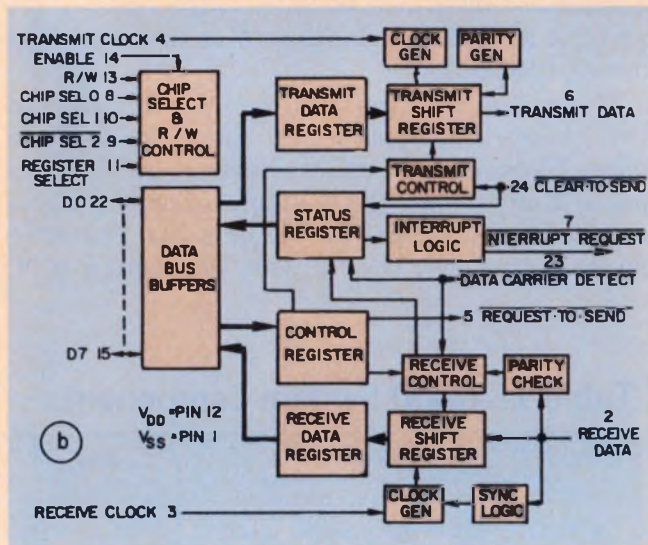 TRANSMIT CLOCK 4
ENABLE 14
R/W 13
CHIP SEL 0 8
CHIP SEL 1 10
CHIP SEL 2 9
REGISTER 11
SELECT
CHIP
SELECT
&
R/W
CONTROL
CLOCK
GEN
PARITY
GEN
TRANSMIT
DATA
REGISTER
TRANSMIT
SHIFT
REGISTER
6
TRANSMIT DATA
TRANSMIT
CONTROL
24 CLEAR·TO·SEND
D0 22
DATA
BUS
BUFFERS
D7 15
STATUS
REGISTER
INTERRUPT
LOGIC
7
INTERRUPT REQUEST
23
DATA CARRIER DETECT
5 REQUEST·TO·SEND
CONTROL
REGISTER
RECEIVE
CONTROL
PARITY
CHECK
VDD =PIN 12
VSS =PIN 1
b
RECEIVE
DATA
REGISTER
RECEIVE
SHIFT
REGISTER
2
RECEIVE
DATA
RECEIVE CLOCK 3
CLOCK
GEN
SYNC
LOGIC